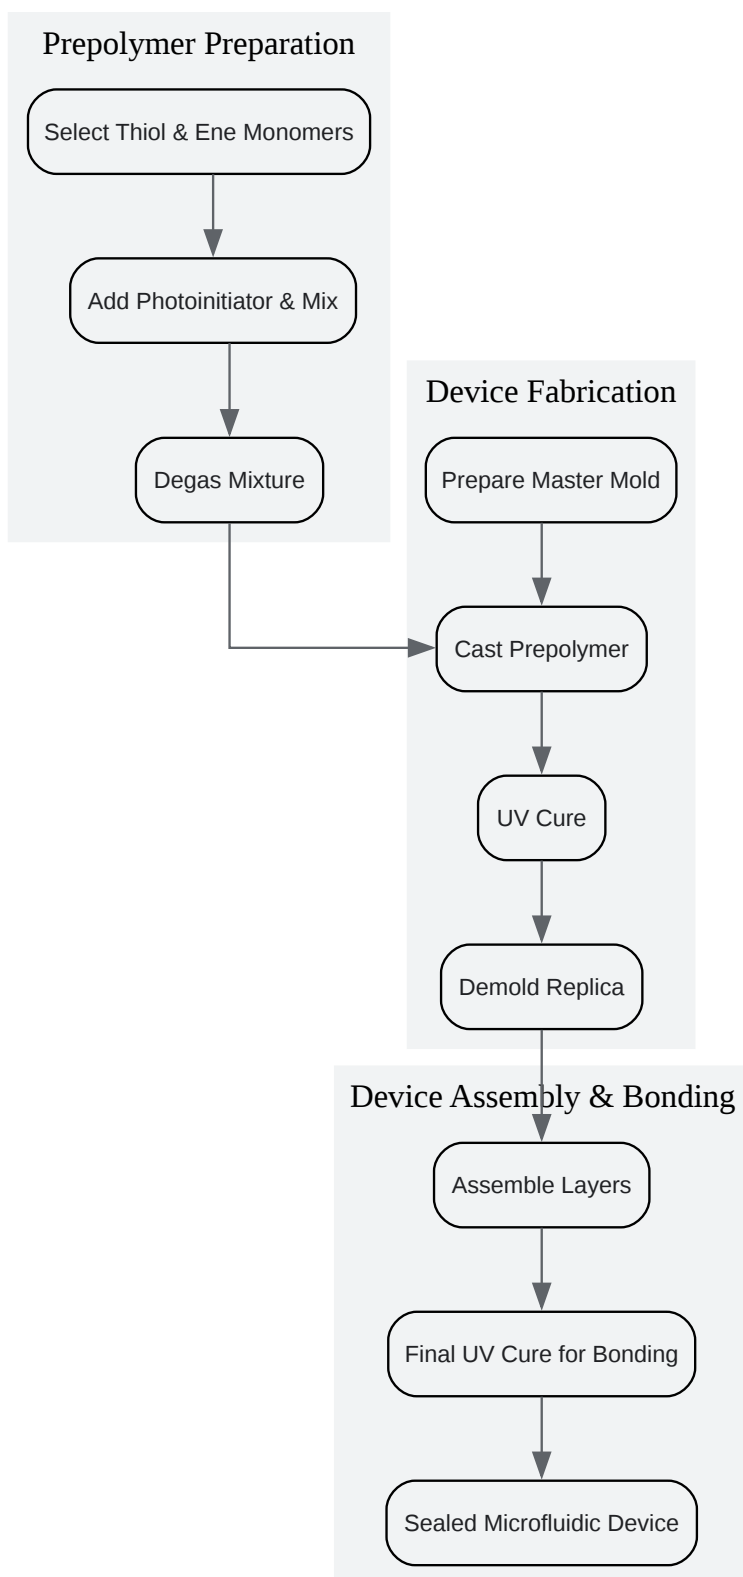 Prepolymer Preparation
Select Thiol & Ene Monomers
Add Photoinitiator & Mix
Degas Mixture
Device Fabrication
Prepare Master Mold
Cast Prepolymer
UV Cure
Demold Replica
Device Assembly & Bonding
Assemble Layers
Final UV Cure for Bonding
Sealed Microfluidic Device